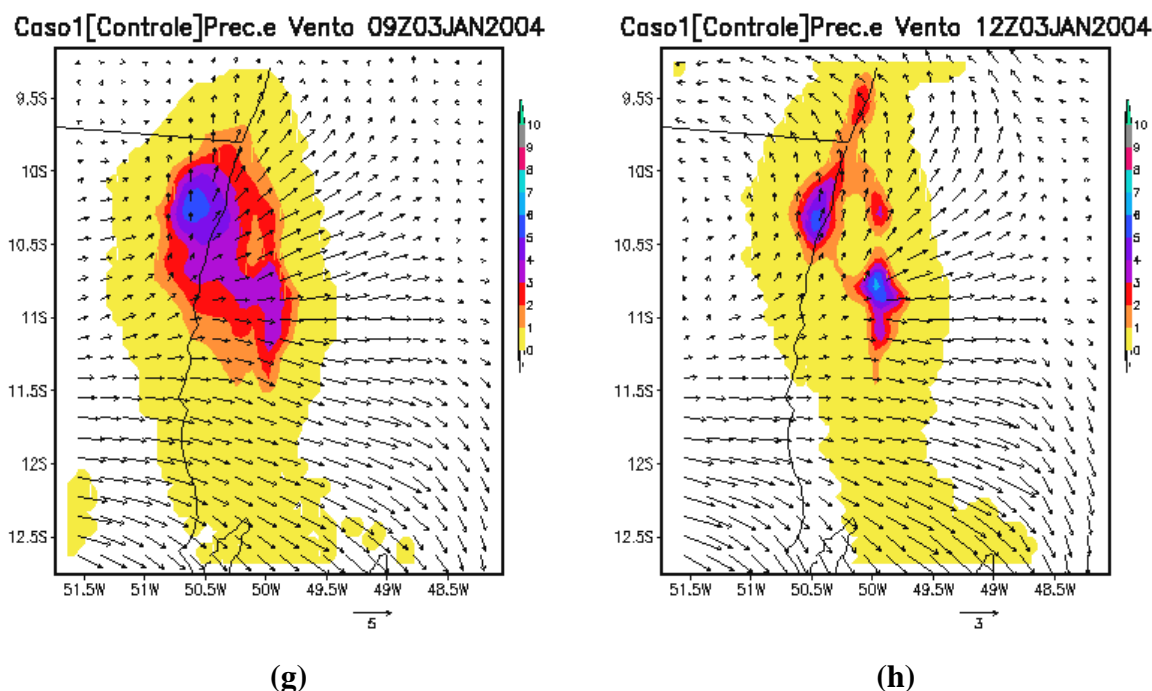 Caso1[Controle]Prec.e Vento 09Z03JAN2004
9.5S
10S
10.5S
11S
11.5S
12S
12.5S
51.5W 51W 50.5W 50W 49.5W 49W 48.5W
10
9
8
7
6
5
4
3
2
1
0
5
(g)
Caso1[Controle]Prec.e Vento 12Z03JAN2004
9.5S
10S
10.5S
11S
11.5S
12S
12.5S
51.5W 51W 50.5W 50W 49.5W 49W 48.5W
10
9
8
7
6
5
4
3
2
1
0
3
(h)